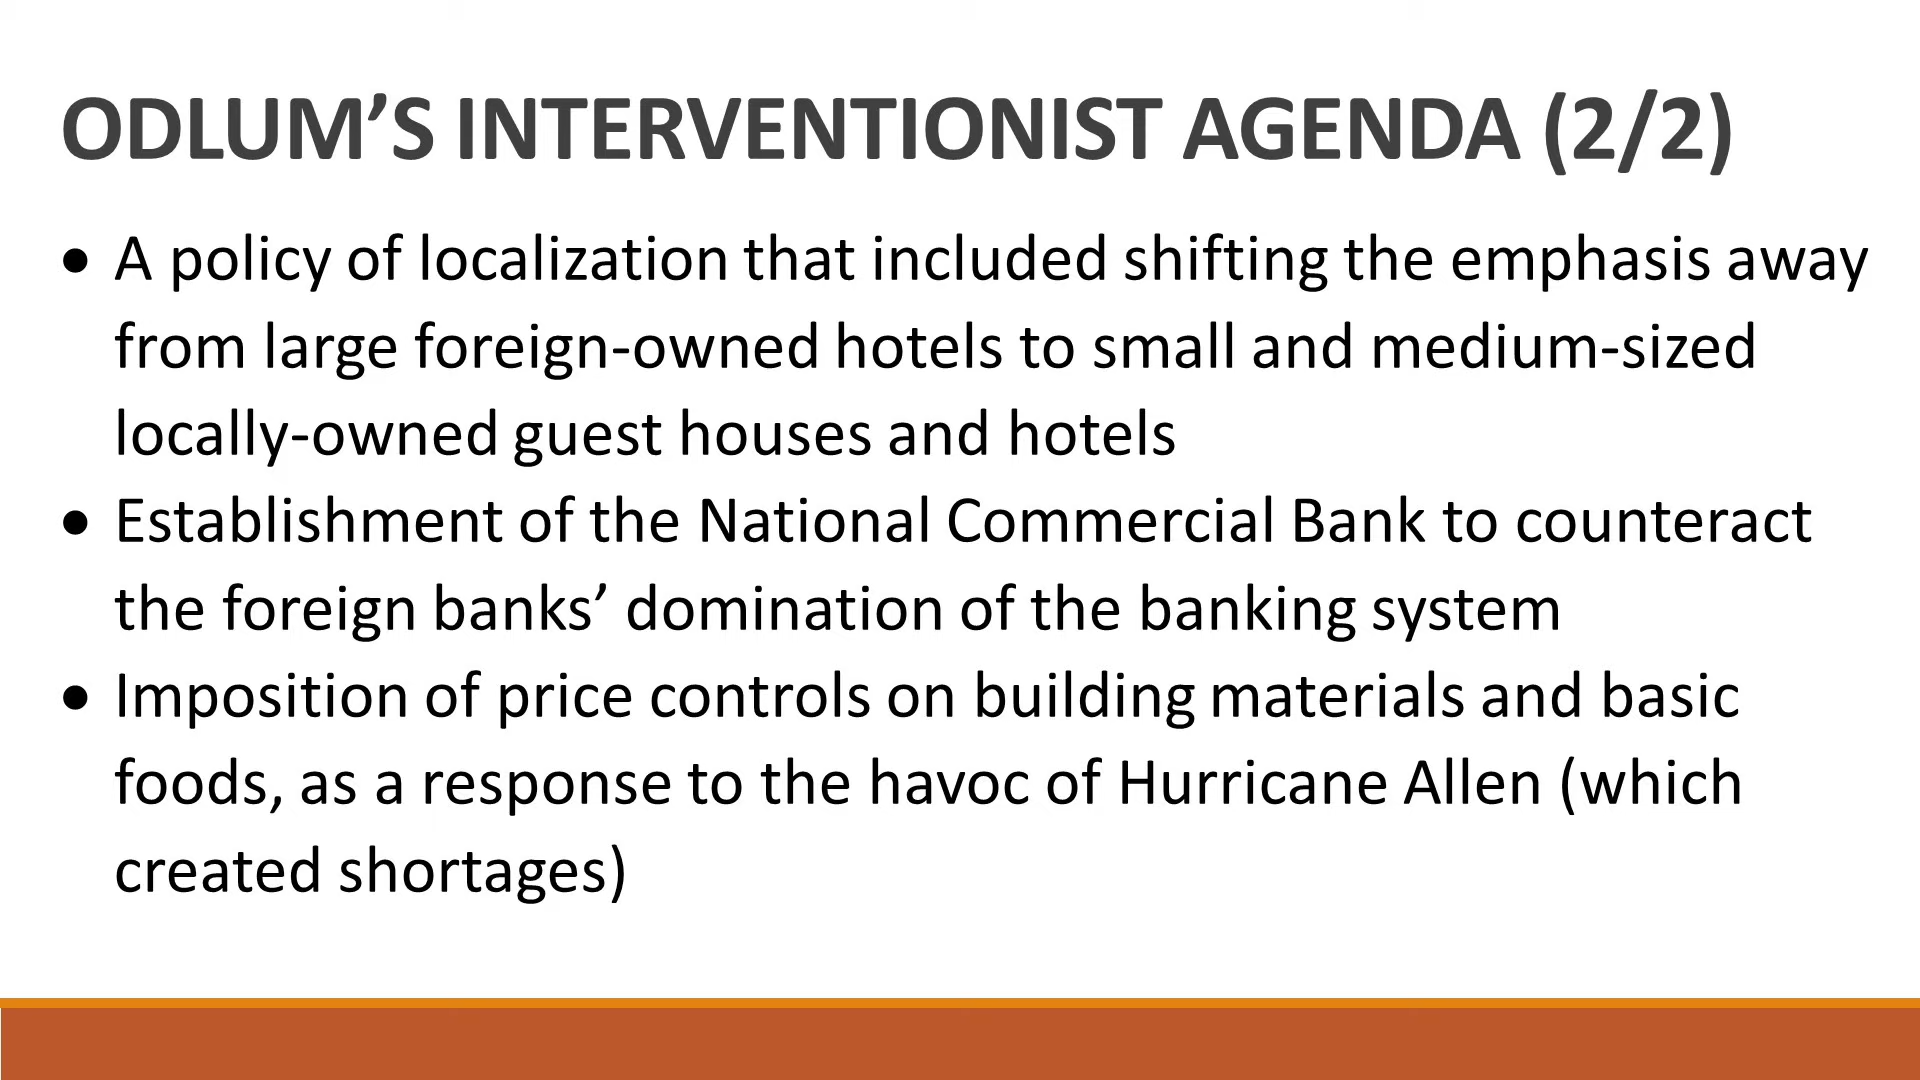 ODLUM’S INTERVENTIONIST AGENDA (2/2)
• A policy of localization that included shifting the emphasis away
from large foreign-owned hotels to small and medium-sized
locally-owned guest houses and hotels
• Establishment of the National Commercial Bank to counteract
the foreign banks’ domination of the banking system
• Imposition of price controls on building materials and basic
foods, as a response to the havoc of Hurricane Allen (which
created shortages)